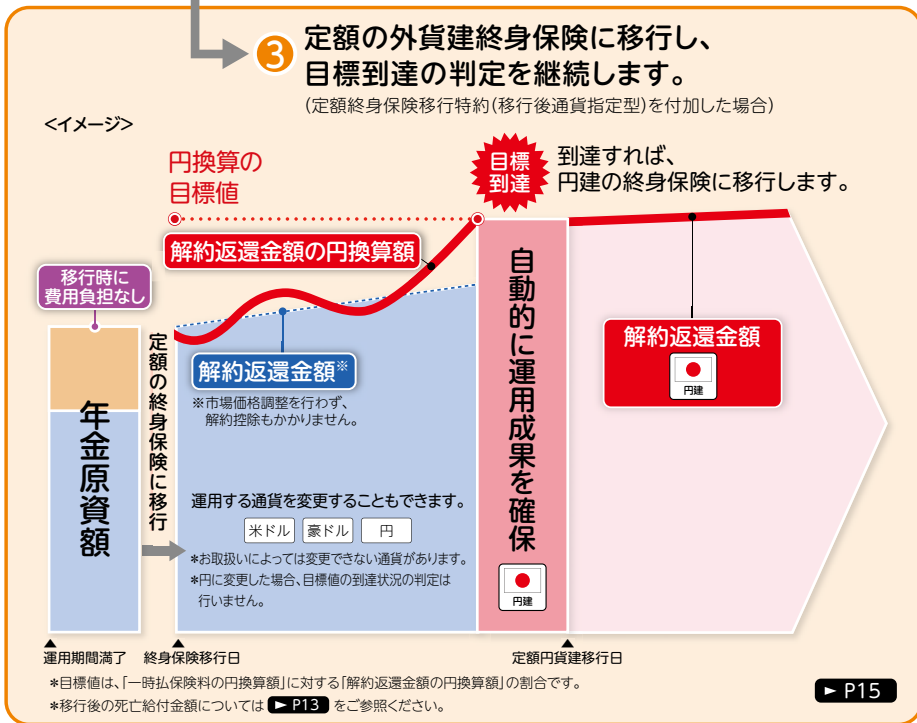 3
定額の外貨建終身保険に移行し、
目標到達の判定を継続します。
(定額終身保険移行特約(移行後通貨指定型)を付加した場合)
<イメージ>
円換算の
目標値
目標
到達
到達すれば、
円建の終身保険に移行します。
解約返還金額の円換算額
移行時に
費用負担なし
年金原資額
定額の終身保険に移行
解約返還金額※
※市場価格調整を行わず、
解約控除もかかりません。
運用する通貨を変更することもできます。
米ドル 豪ドル 円
*お取扱いによっては変更できない通貨があります。
*円に変更した場合、目標値の到達状況の判定は
行いません。
自動的に運用成果を確保
円建
解約返還金額
円建
▲ ▲ ▲
運用期間満了 終身保険移行日 定額円貨建移行日
*目標値は、「一時払保険料の円換算額」に対する「解約返還金額の円換算額」の割合です。
*移行後の死亡給付金額については ► P13 をご参照ください。
► P15